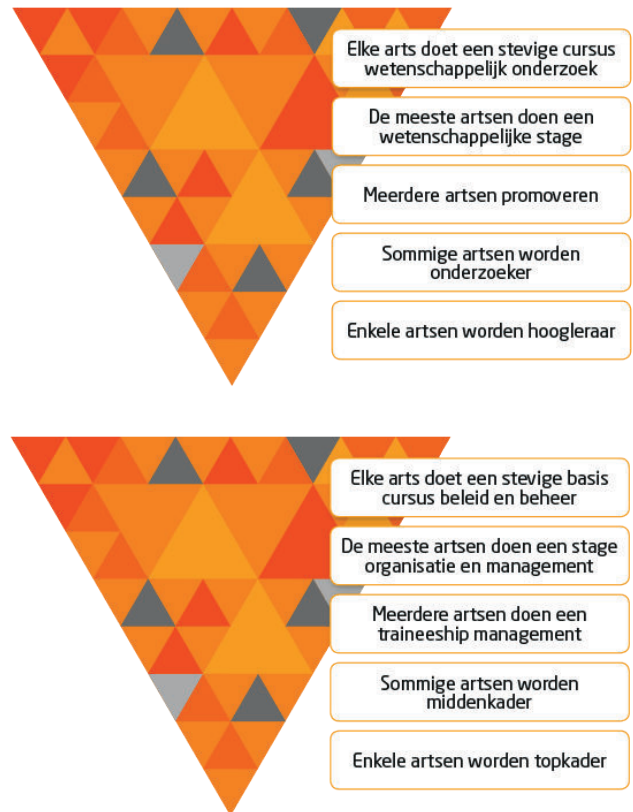 Elke arts doet een stevige cursus
wetenschappelijk onderzoek
De meeste artsen doen een
wetenschappelijke stage
Meerdere artsen promoveren
Sommige artsen worden
onderzoeker
Enkele artsen worden hoogleraar
Elke arts doet een stevige basis
cursus beleid en beheer
De meeste artsen doen een stage
organisatie en management
Meerdere artsen doen een
traineeship management
Sommige artsen worden
middenkader
Enkele artsen worden topkader